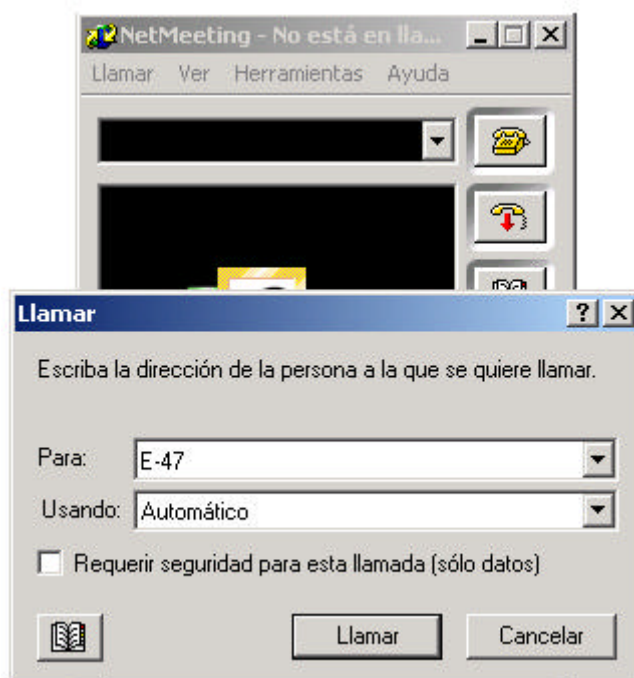 NetMeeting - No está en lla...
Llamar Ver Herramientas Ayuda
Llamar
Escriba la dirección de la persona a la que se quiere llamar.
Para: E-47
Usando: Automático
Requerir seguridad para esta llamada (sólo datos)
Llamar Cancelar